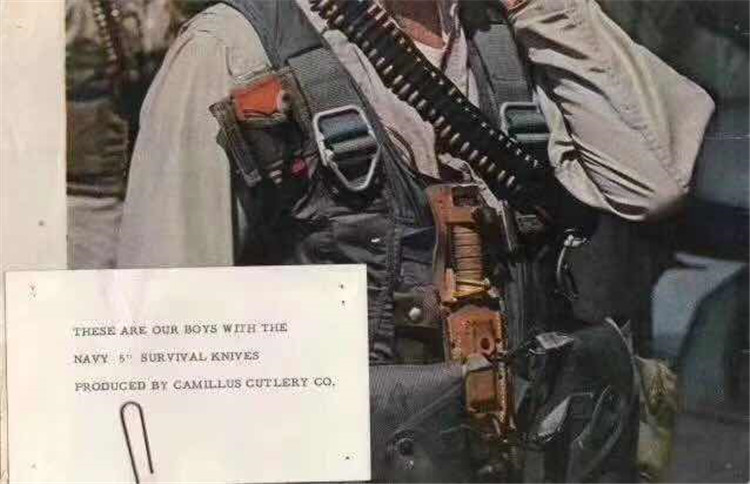 THESE ARE OUR BOYS WITH THE
NAVY 5" SURVIVAL KNIVES
PRODUCED BY CAMILLUS CUTLERY CO.